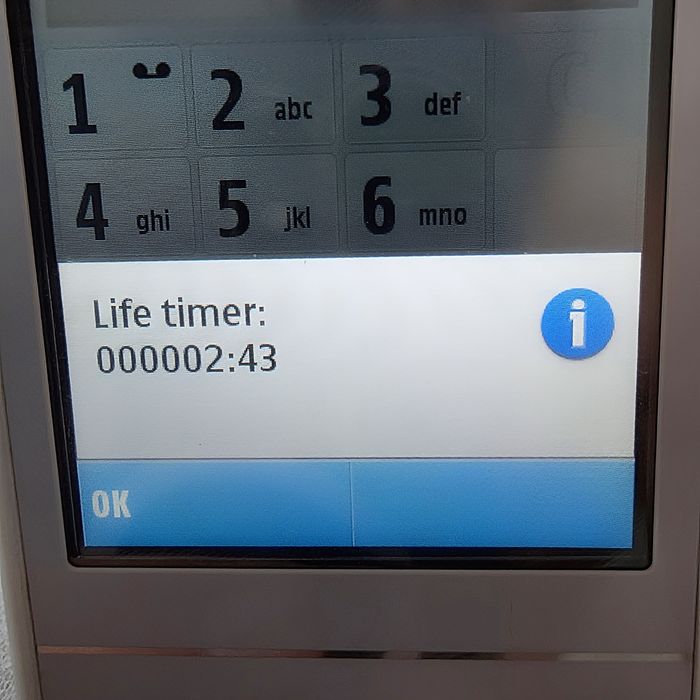 1 2 abc 3 def
4 ghi 5 jkl 6 mno
Life timer:
000002:43
OK